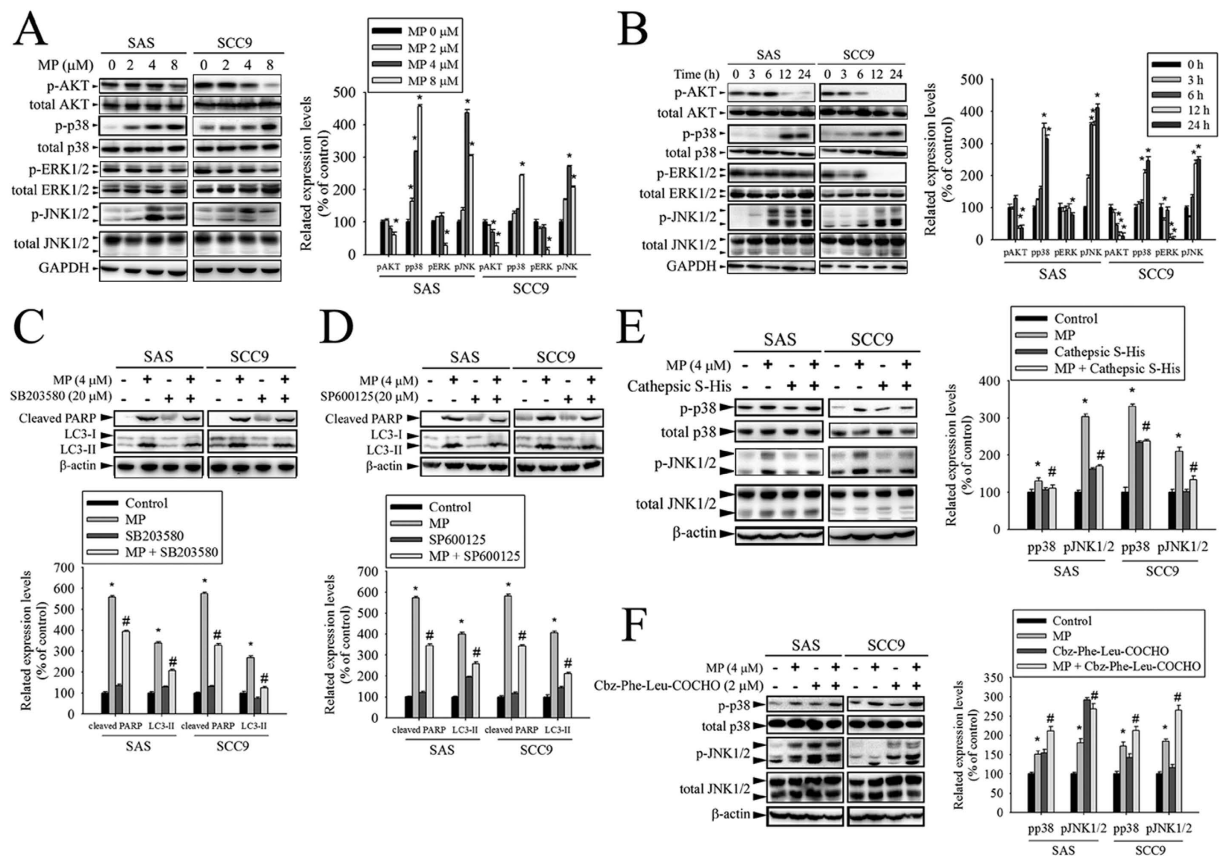 A
SAS SCC9
MP (μM) 0 2 4 8 0 2 4 8
p-AKT
total AKT
p-p38
total p38
p-ERK1/2
total ERK1/2
p-JNK1/2
total JNK1/2
GAPDH
MP 0 μM
MP 2 μM
MP 4 μM
MP 8 μM
Related expression levels
(% of control)
500
400
300
200
100
0
* * * * * * * * * * * * * * *
pAKT pp38 pERK pJNK pAKT pp38 pERK pJNK
SAS SCC9
B
SAS SCC9
Time (h) 0 3 6 12 24 0 3 6 12 24
p-AKT
total AKT
p-p38
total p38
p-ERK1/2
total ERK1/2
p-JNK1/2
total JNK1/2
GAPDH
0 h
3 h
6 h
12 h
24 h
Related expression levels
(% of control)
500
400
300
200
100
0
pAKT pp38 pERK pJNK pAKT pp38 pERK pJNK
SAS SCC9
C
SAS SCC9
MP (4 μM) - + - + - + - +
SB203580 (20 μM) - - + + - - + +
Cleaved PARP
LC3-I
LC3-II
β-actin
Control
MP
SB203580
MP + SB203580
Related expression levels
(% of control)
700
600
500
400
300
200
100
0
* # * # * # * #
cleaved PARP LC3-II cleaved PARP LC3-II
SAS SCC9
D
SAS SCC9
MP (4 μM) - + - + - + - +
SP600125(20 μM) - - + + - - + +
Cleaved PARP
LC3-I
LC3-II
β-actin
Control
MP
SP600125
MP + SP600125
Related expression levels
(% of control)
700
600
500
400
300
200
100
0
* # * # * # * #
cleaved PARP LC3-II cleaved PARP LC3-II
SAS SCC9
E
SAS SCC9
MP (4 μM) - + - + - + - +
Cathepsic S-His - - + + - - + +
p-p38
total p38
p-JNK1/2
total JNK1/2
β-actin
Control
MP
Cathepsic S-His
MP + Cathepsic S-His
Related expression levels
(% of control)
400
300
200
100
0
* # * # * # * #
pp38 pJNK1/2 pp38 pJNK1/2
SAS SCC9
F
SAS SCC9
MP (4 μM) - + - + - + - +
Cbz-Phe-Leu-COCHO (2 μM) - - + + - - + +
p-p38
total p38
p-JNK1/2
total JNK1/2
β-actin
Control
MP
Cbz-Phe-Leu-COCHO
MP + Cbz-Phe-Leu-COCHO
Related expression levels
(% of control)
350
300
250
200
150
100
50
0
* # * # * # * #
pp38 pJNK1/2 pp38 pJNK1/2
SAS SCC9